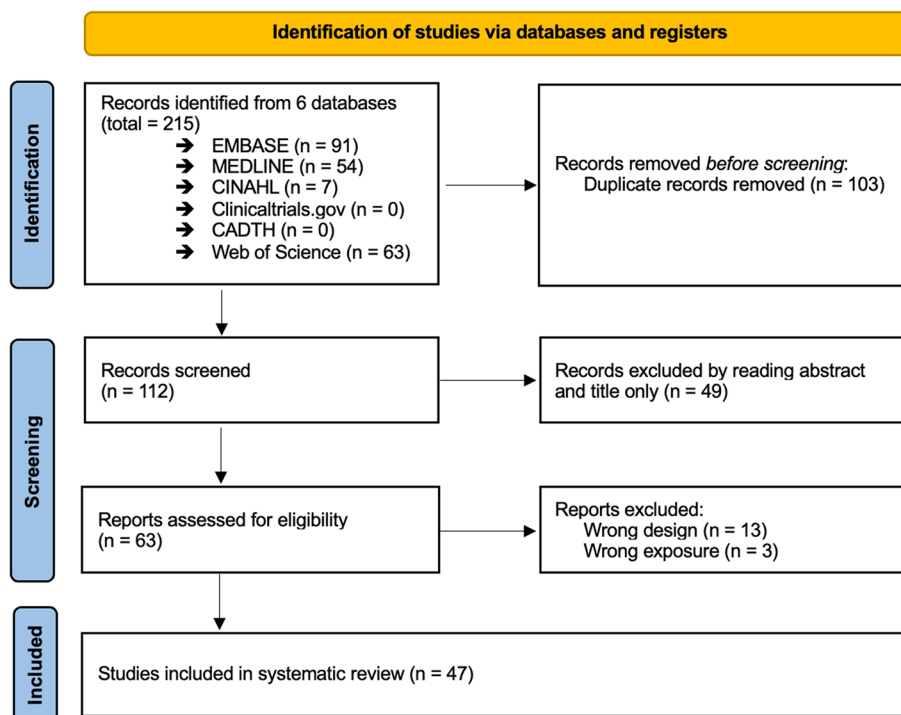 Identification of studies via databases and registers
Identification
Records identified from 6 databases
(total = 215)
➔ EMBASE (n = 91)
➔ MEDLINE (n = 54)
➔ CINAHL (n = 7)
➔ Clinicaltrials.gov (n = 0)
➔ CADTH (n = 0)
➔ Web of Science (n = 63)
Records removed before screening:
Duplicate records removed (n = 103)
Screening
Records screened
(n = 112)
Records excluded by reading abstract
and title only (n = 49)
Reports assessed for eligibility
(n = 63)
Reports excluded:
Wrong design (n = 13)
Wrong exposure (n = 3)
Included
Studies included in systematic review (n = 47)